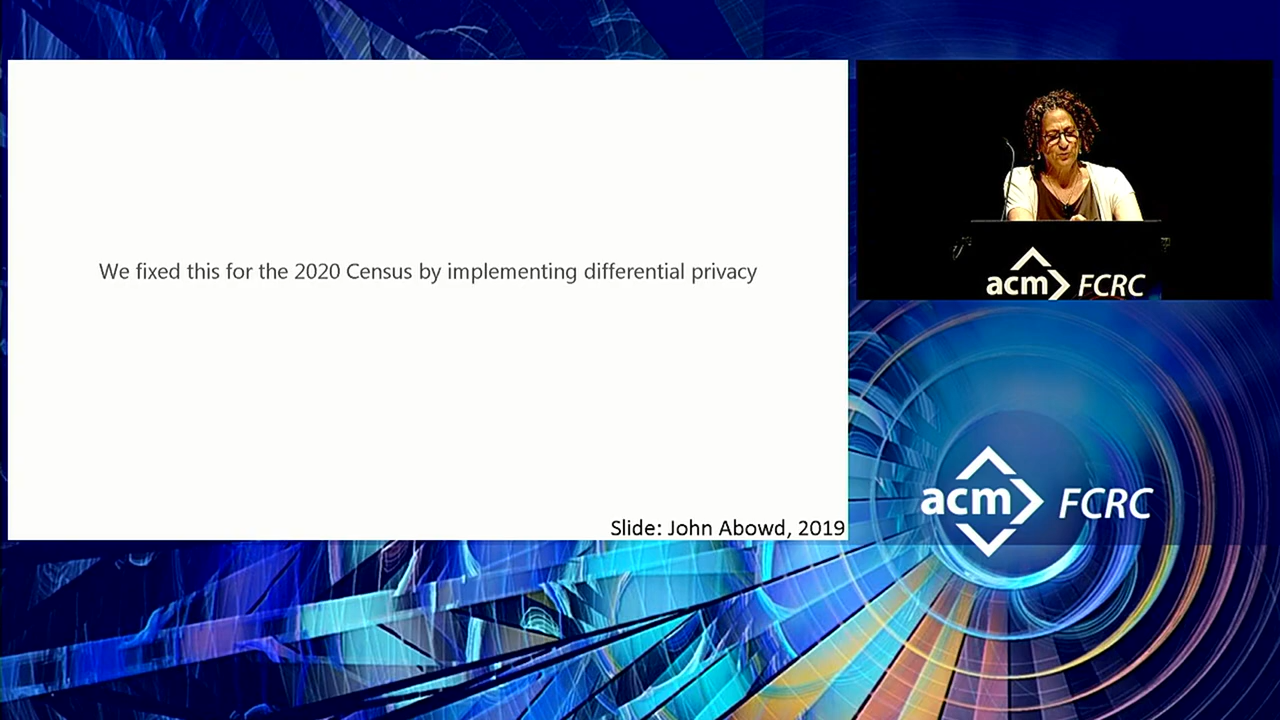 We fixed this for the 2020 Census by implementing differential privacy
Slide: John Abowd, 2019
acm FCRC
acm FCRC